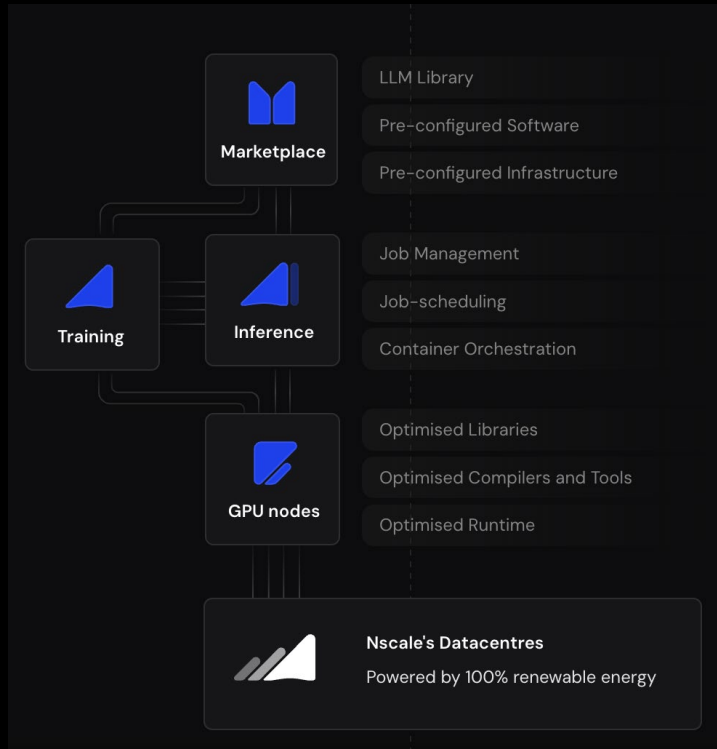 Marketplace
LLM Library
Pre-configured Software
Pre-configured Infrastructure
Training
Inference
Job Management
Job-scheduling
Container Orchestration
GPU nodes
Optimised Libraries
Optimised Compilers and Tools
Optimised Runtime
Nscale's Datacentres
Powered by 100% renewable energy